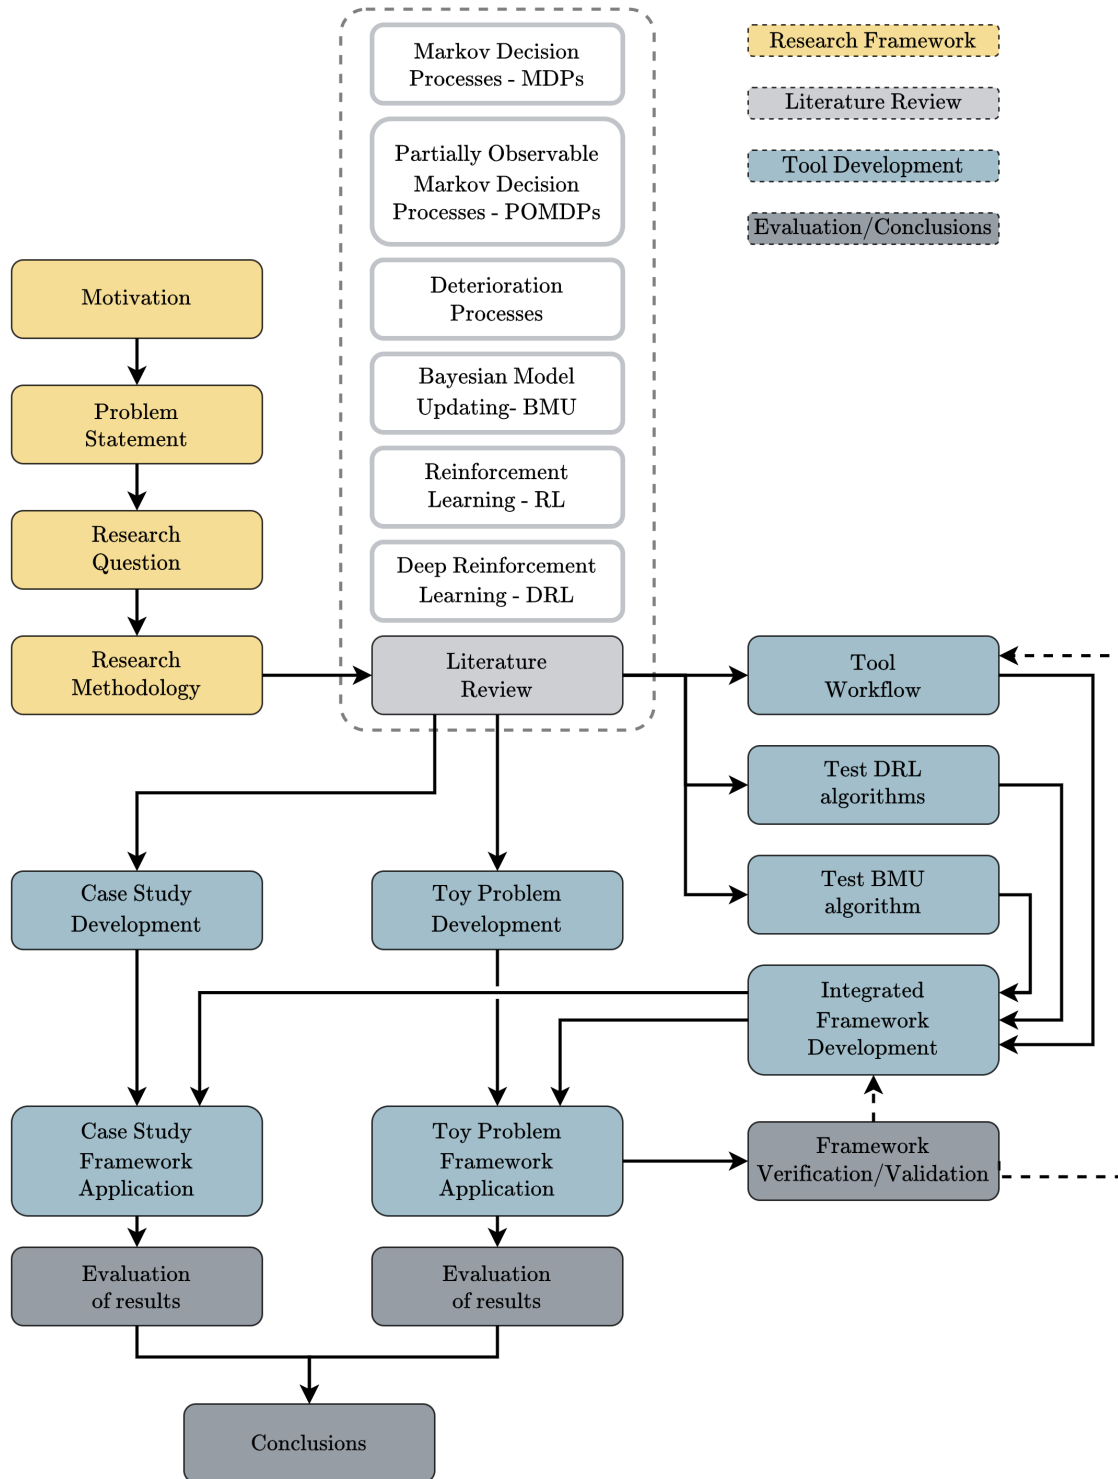 Markov Decision
Processes - MDPs
Partially Observable
Markov Decision
Processes - POMDPs
Deterioration
Processes
Bayesian Model
Updating- BMU
Reinforcement
Learning - RL
Deep Reinforcement
Learning - DRL
Literature
Review
Research Framework
Literature Review
Tool Development
Evaluation/Conclusions
Motivation
Problem
Statement
Research
Question
Research
Methodology
Tool
Workflow
Test DRL
algorithms
Test BMU
algorithm
Case Study
Development
Toy Problem
Development
Integrated
Framework
Development
Case Study
Framework
Application
Toy Problem
Framework
Application
Framework
Verification/Validation
Evaluation
of results
Evaluation
of results
Conclusions